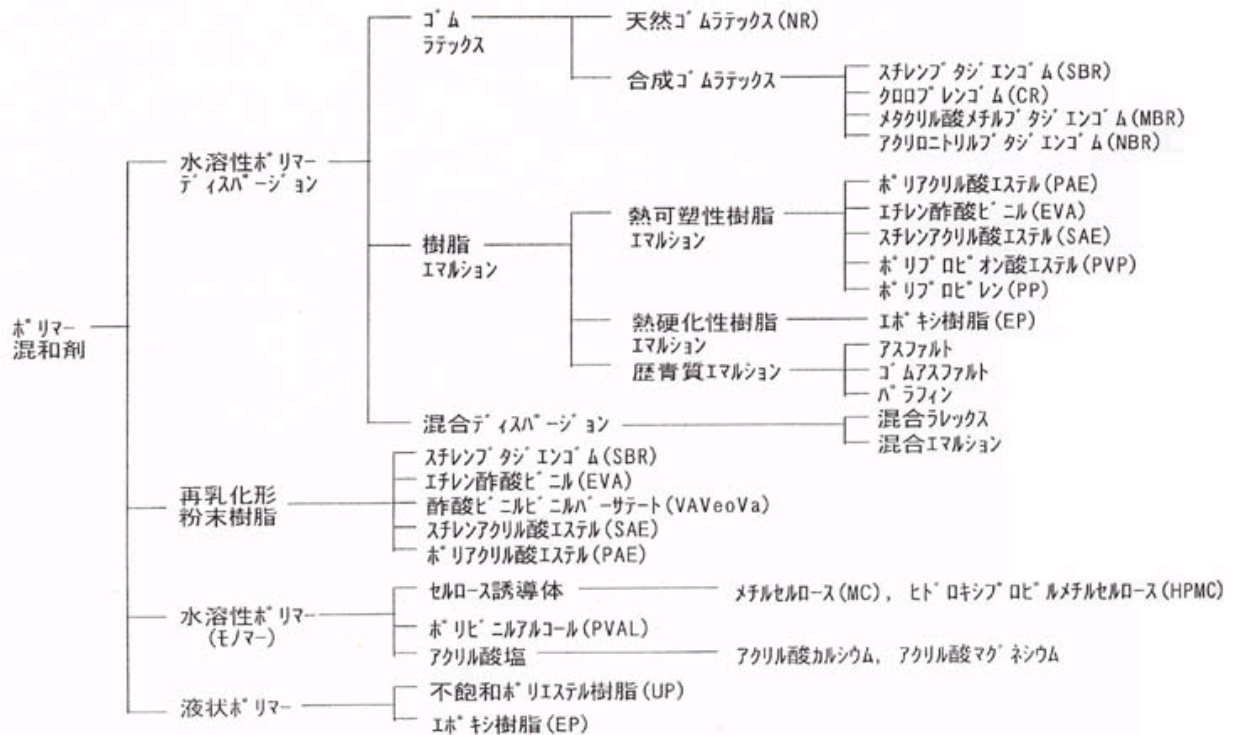 ゴム
ラテックス
天然ゴムラテックス(NR)
合成ゴムラテックス
スチレンブタジエンゴム(SBR)
クロロプレンゴム(CR)
メタクリル酸メチルブタジエンゴム(MBR)
アクリロニトリルブタジエンゴム(NBR)
水溶性ポリマー
ディスパージョン
樹脂
エマルション
熱可塑性樹脂
エマルション
ポリアクリル酸エステル(PAE)
エチレン酢酸ビニル(EVA)
スチレンアクリル酸エステル(SAE)
ポリプロピオン酸エステル(PVP)
ポリプロピレン(PP)
ポリマー
混和剤
熱硬化性樹脂
エマルション
エポキシ樹脂(EP)
歴青質エマルション
アスファルト
ゴムアスファルト
パラフィン
混合ディスパージョン
混合ラレックス
混合エマルション
再乳化形
粉末樹脂
スチレンブタジエンゴム(SBR)
エチレン酢酸ビニル(EVA)
酢酸ビニルビニルバーサテート(VAVeoVa)
スチレンアクリル酸エステル(SAE)
ポリアクリル酸エステル(PAE)
水溶性ポリマー
(モノマー)
セルロース誘導体
メチルセルロース(MC), ヒドロキシプロピルメチルセルロース(HPMC)
ポリビニルアルコール(PVAL)
アクリル酸塩
アクリル酸カルシウム, アクリル酸マグネシウム
液状ポリマー
不飽和ポリエステル樹脂(UP)
エポキシ樹脂(EP)